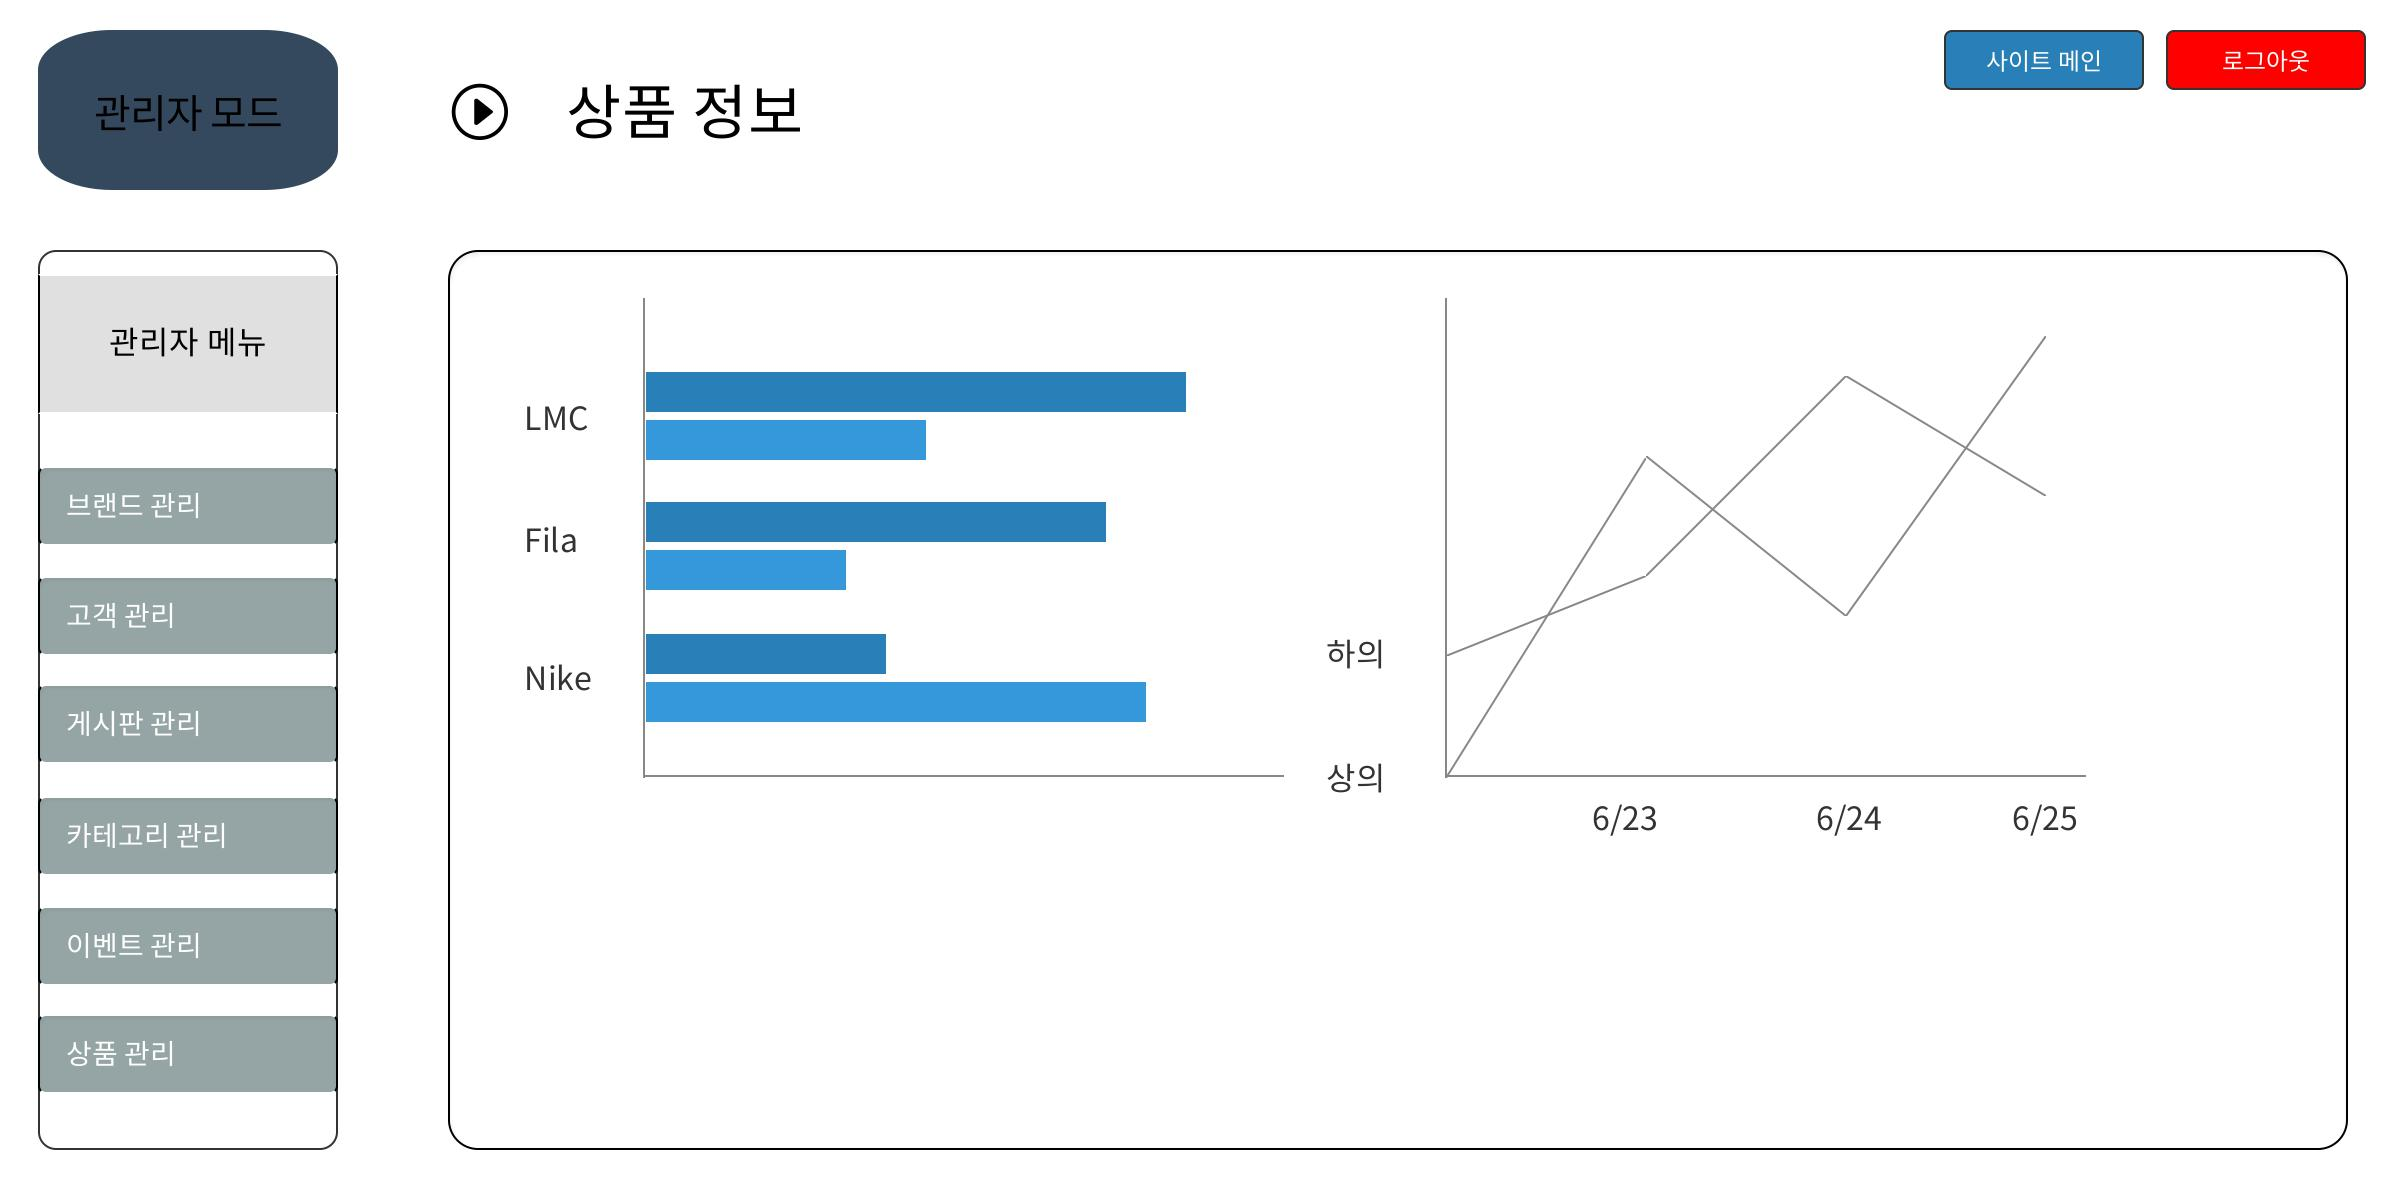 관리자 모드
상품 정보
사이트 메인
로그아웃
관리자 메뉴
브랜드 관리
고객 관리
게시판 관리
카테고리 관리
이벤트 관리
상품 관리
LMC
Fila
Nike
하의
상의
6/23
6/24
6/25